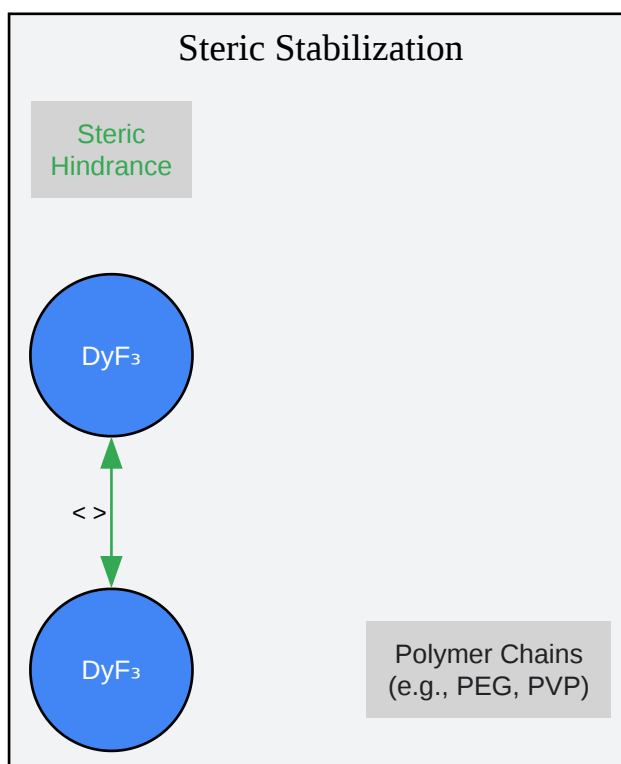 Steric Stabilization
Steric
Hindrance
DyF₃
< >
DyF₃
Polymer Chains
(e.g., PEG, PVP)